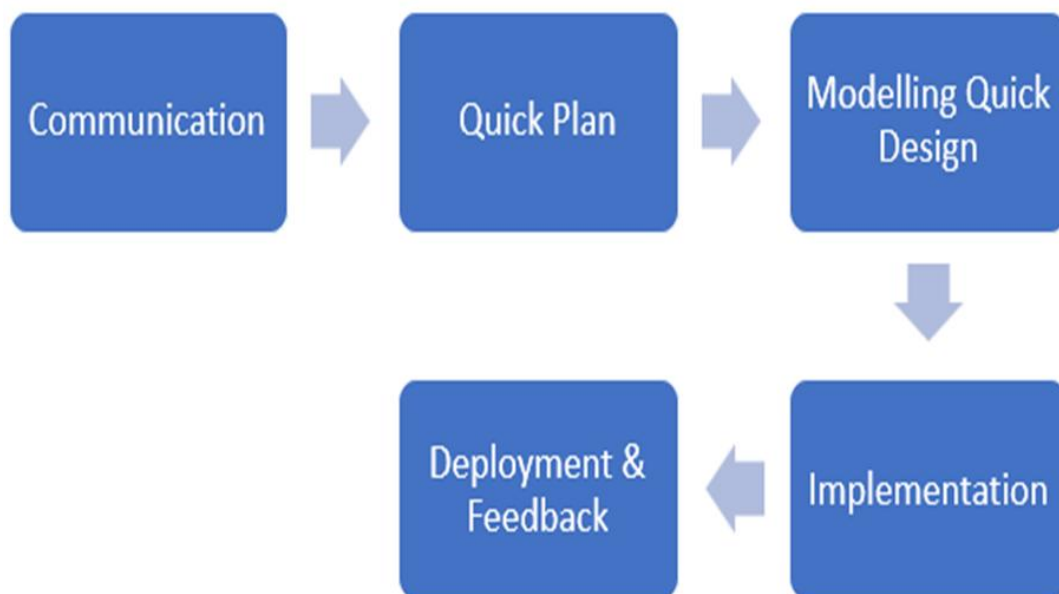 Communication
Quick Plan
Modelling Quick
Design
Implementation
Deployment &
Feedback